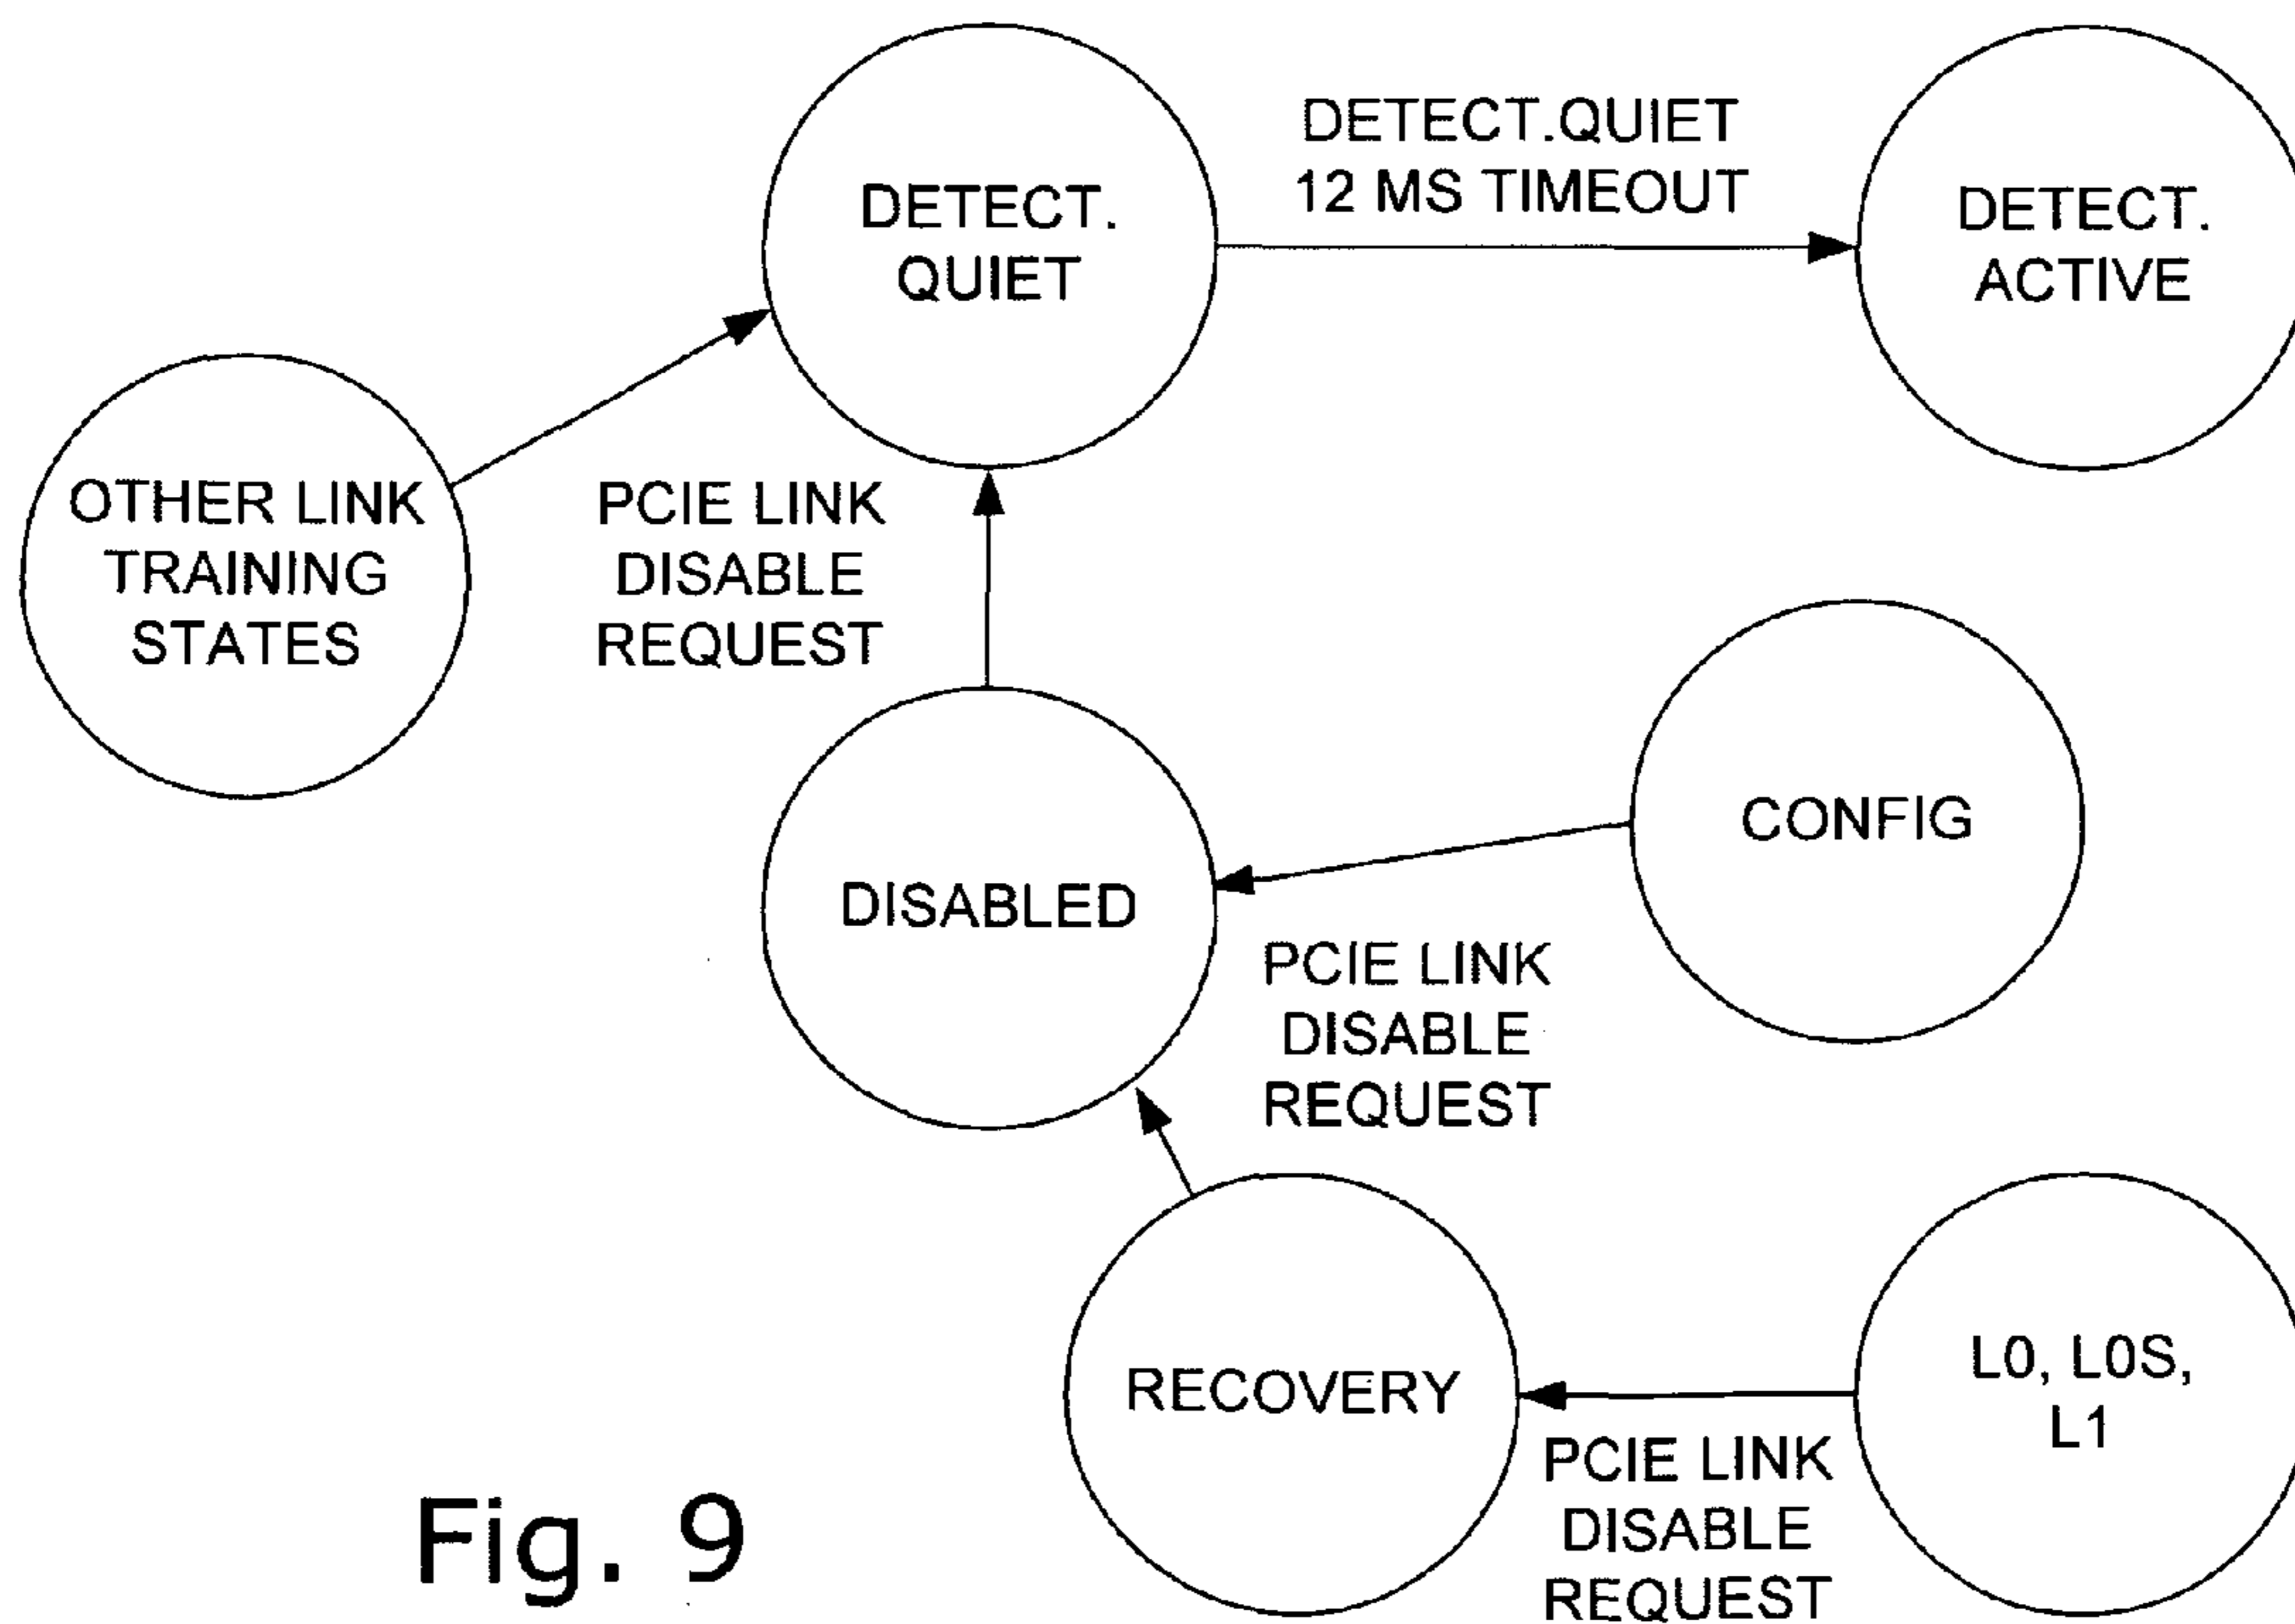 DETECT.
QUIET
DETECT.QUIET
12 MS TIMEOUT
DETECT.
ACTIVE
OTHER LINK
TRAINING
STATES
PCIE LINK
DISABLE
REQUEST
DISABLED
CONFIG
PCIE LINK
DISABLE
REQUEST
RECOVERY
L0, L0S,
L1
PCIE LINK
DISABLE
REQUEST
Fig. 9